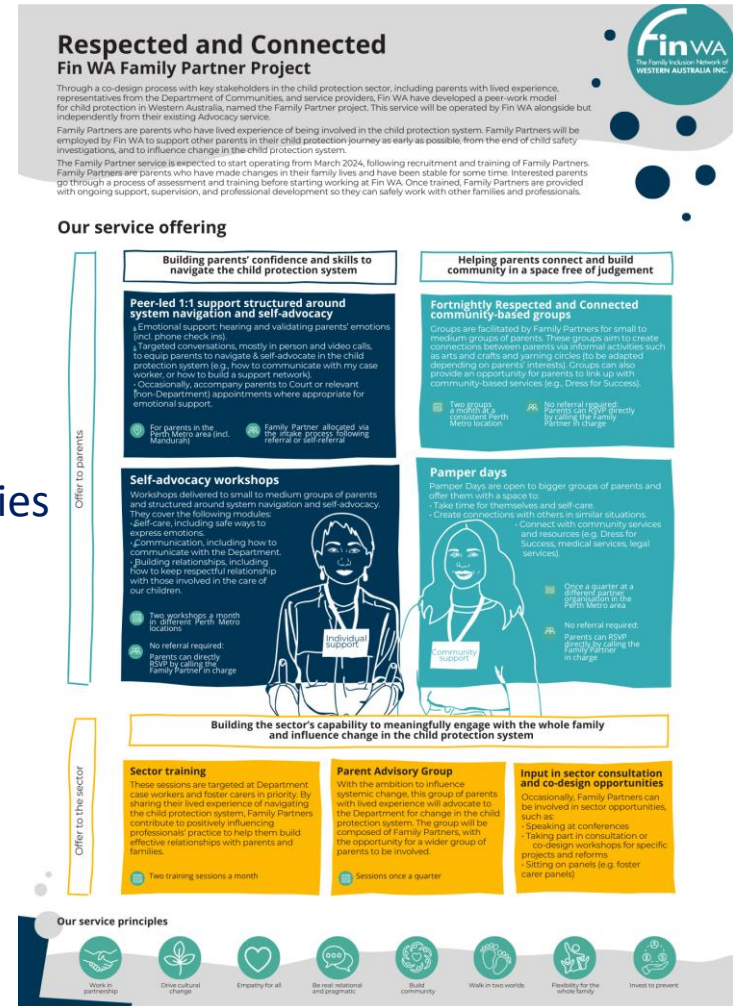 Respected and Connected
Fin WA Family Partner Project
Finwa
The Family Inclusion Network of
WESTERN AUSTRALIA INC.
Through a co-design process with key stakeholders in the child protection sector, including parents with lived experience,
representatives from the Department of Communities, and service providers, Fin WA have developed a peer-work model
for child protection in Western Australia, named the Family Partner project. This service will be operated by Fin WA alongside but
independently from their existing Advocacy service.
Family Partners are parents who have lived experience of being involved in the child protection system. Family Partners will be
employed by Fin WA to support other parents in their child protection journey as early as possible, from the end of child safety
investigations, and to influence change in the child protection system.
The Family Partner service is expected to start operating from March 2024, following recruitment and training of Family Partners.
Family Partners are parents who have made changes in their family lives and have been stable for some time. Interested parents
go through a process of assessment and training before starting working at Fin WA. Once trained, Family Partners are provided
with ongoing support, supervision, and professional development so they can safely work with other families and professionals.
Our service offering
ies
Offer to parents
Building parents' confidence and skills to
navigate the child protection system
Peer-led 1:1 support structured around
system navigation and self-advocacy
Emotional support: hearing and validating parents' emotions
(incl. phone check ins).
Targeted conversations, mostly in person and video calls,
to equip parents to navigate & self-advocate in the child
protection system (e.g., how to communicate with my case
worker, or how to build a support network).
• Occasionally, accompany parents to Court or relevant
(non-Department) appointments where appropriate for
emotional support.
For parents in the
Perth Metro area (incl.
Mandurah)
Family Partner allocated via
the intake process following
referral or self-referral
Helping parents connect and build
community in a space free of judgement
Fortnightly Respected and Connected
community-based groups
Groups are facilitated by Family Partners for small to
medium groups of parents. These groups aim to create
connections between parents via informal activities such
as arts and crafts and yarning circles (to be adapted
depending on parents' interests). Groups can also
provide an opportunity for parents to link up with
community-based services (e.g., Dress for Success).
Two groups
a month at a
consistent Perth
Metro location
No referral required:
Parents can RSVP directly
by calling the Family
Partner in charge
Self-advocacy workshops
Workshops delivered to small to medium groups of parents
and structured around system navigation and self-advocacy.
They cover the following modules:
Self-care, including safe ways to
express emotions.
Communication, including how to
communicate with the Department.
Building relationships, including
how to keep respectful relationship
with those involved in the care of
our children.
Two workshops a month
in different Perth Metro
locations
No referral required:
Parents can directly
RSVP by calling the
Family Partner in charge
Individual
support
Pamper days
Pamper Days are open to bigger groups of parents and
offer them with a space to:
• Take time for themselves and self-care.
• Create connections with others in similar situations.
• Connect with community services
and resources (e.g. Dress for
Success, medical services, legal
services).
Once a quarter at a
different partner
organisation in the
Perth Metro area
No referral required:
Parents can RSVP
directly by calling the
Family Partner
in charge
Community
support
Offer to the sector
Building the sector's capability to meaningfully engage with the whole family
and influence change in the child protection system
Sector training
These sessions are targeted at Department
case workers and foster carers in priority. By
sharing their lived experience of navigating
the child protection system, Family Partners
contribute to positively influencing
professionals' practice to help them build
effective relationships with parents and
families.
Two training sessions a month
Parent Advisory Group
With the ambition to influence
systemic change, this group of parents
with lived experience will advocate to
the Department for change in the child
protection system. The group will be
composed of Family Partners, with
the opportunity for a wider group of
parents to be involved.
Sessions once a quarter
Input in sector consultation
and co-design opportunities
Occasionally, Family Partners can
be involved in sector opportunities,
such as:
• Speaking at conferences
• Taking part in consultation or
co-design workshops for specific
projects and reforms
• Sitting on panels (e.g. foster
carer panels)
Our service principles
Work in
partnership
Drive cultural
change
Empathy for all
Be real: relational
and pragmatic
Build
community
Walk in two worlds
Flexibility for the
whole family
Invest to prevent